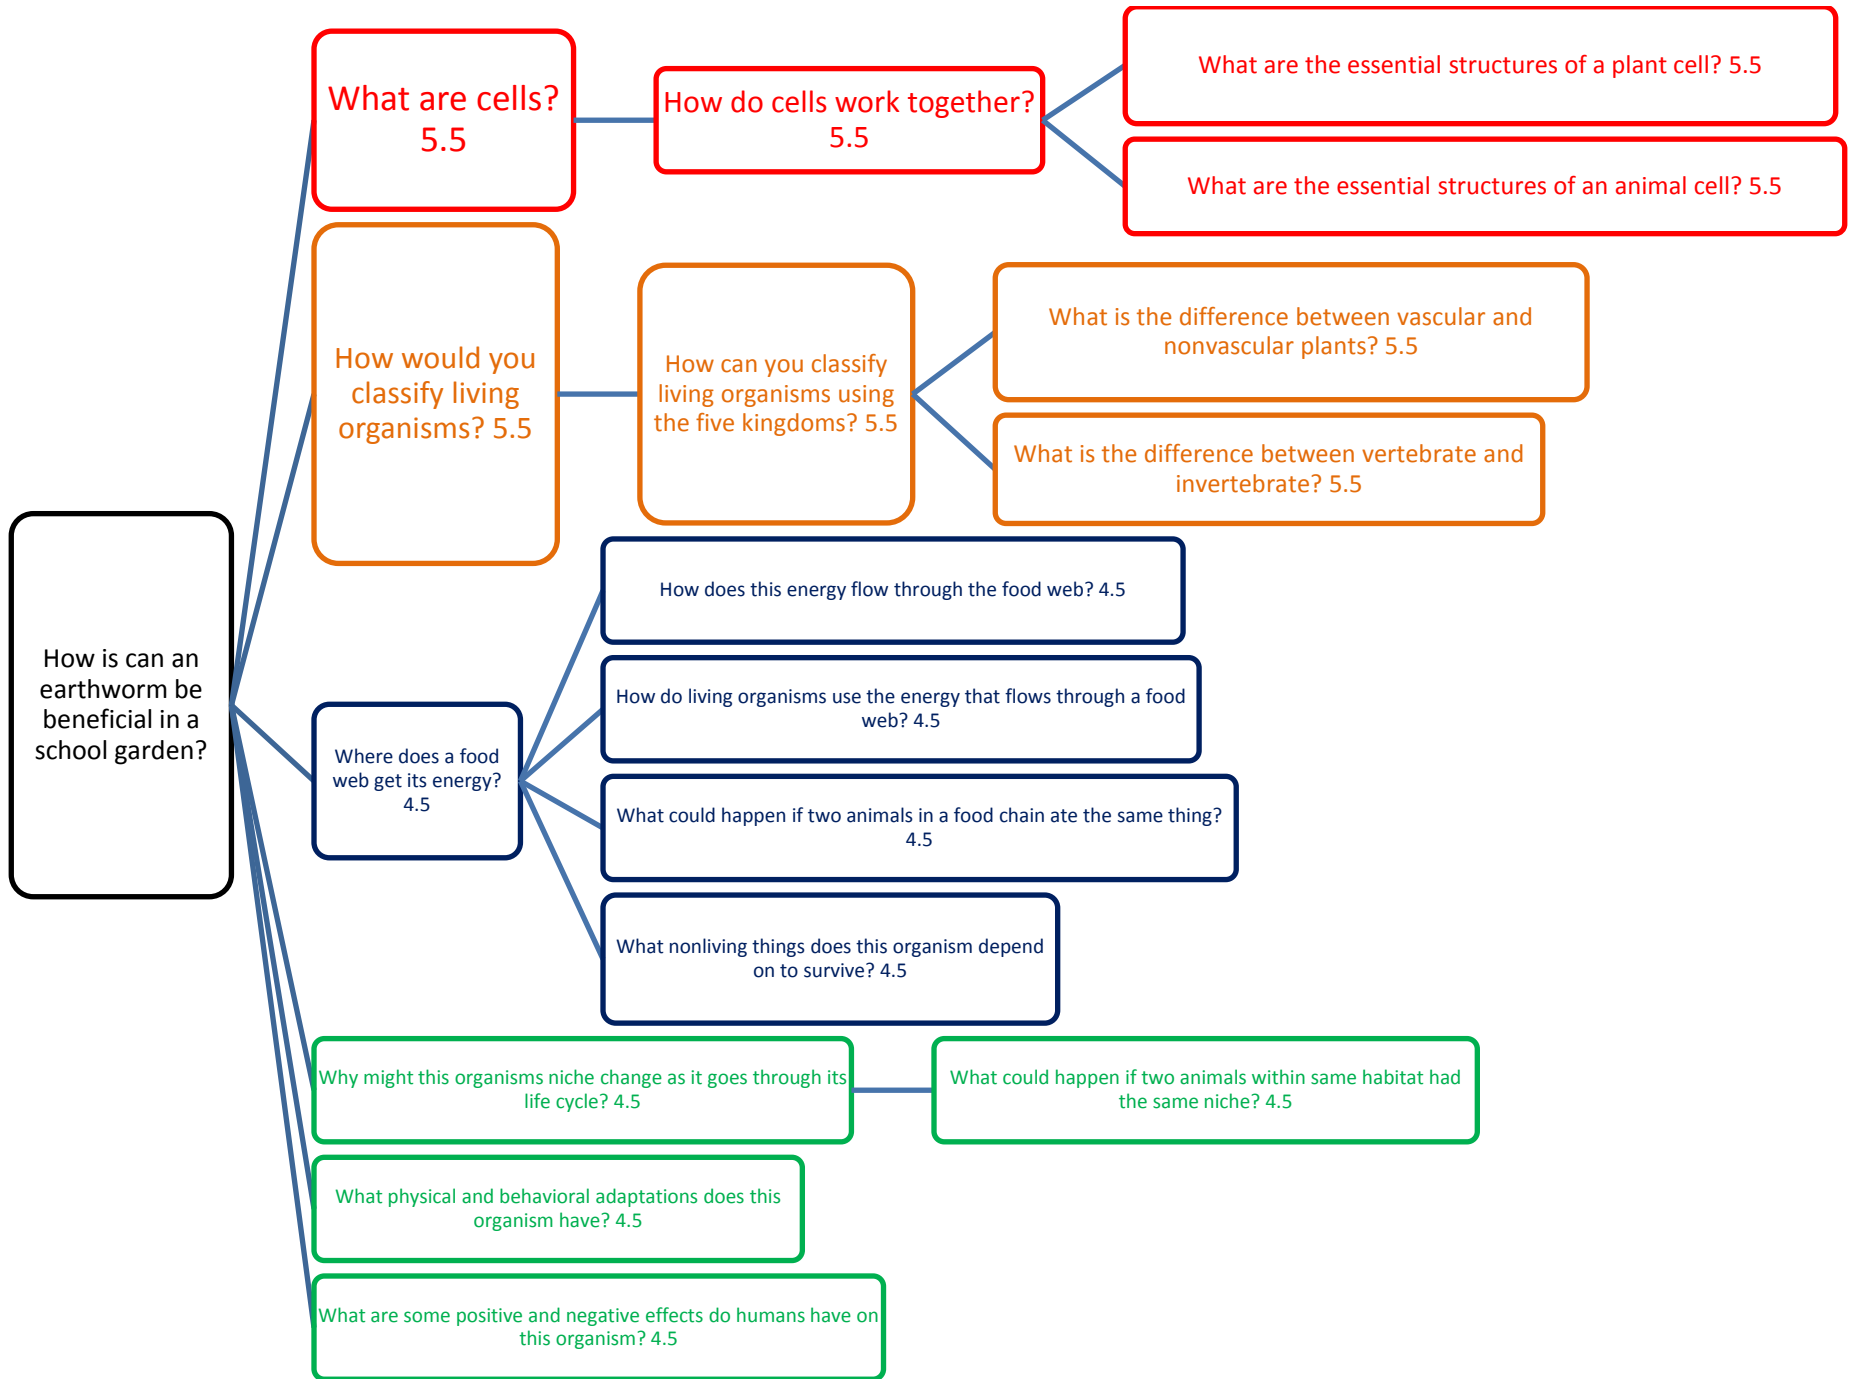 What are cells?
5.5
How do cells work together?
5.5
What are the essential structures of a plant cell? 5.5
What are the essential structures of an animal cell? 5.5
How would you
classify living
organisms? 5.5
How can you classify
living organisms using
the five kingdoms? 5.5
What is the difference between vascular and
nonvascular plants? 5.5
What is the difference between vertebrate and
invertebrate? 5.5
How is can an
earthworm be
beneficial in a
school garden?
Where does a food
web get its energy?
4.5
How does this energy flow through the food web? 4.5
How do living organisms use the energy that flows through a food
web? 4.5
What could happen if two animals in a food chain ate the same thing?
4.5
What nonliving things does this organism depend
on to survive? 4.5
Why might this organisms niche change as it goes through its
life cycle? 4.5
What could happen if two animals within same habitat had
the same niche? 4.5
What physical and behavioral adaptations does this
organism have? 4.5
What are some positive and negative effects do humans have on
this organism? 4.5